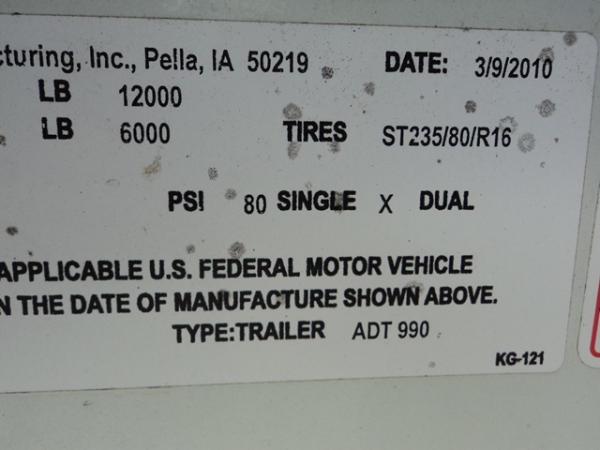 cturing, Inc., Pella, IA 50219 DATE: 3/9/2010
LB 12000
LB 6000 TIRES ST235/80/R16
PSI 80 SINGLE X DUAL
APPLICABLE U.S. FEDERAL MOTOR VEHICLE
N THE DATE OF MANUFACTURE SHOWN ABOVE.
TYPE:TRAILER ADT 990
KG-121